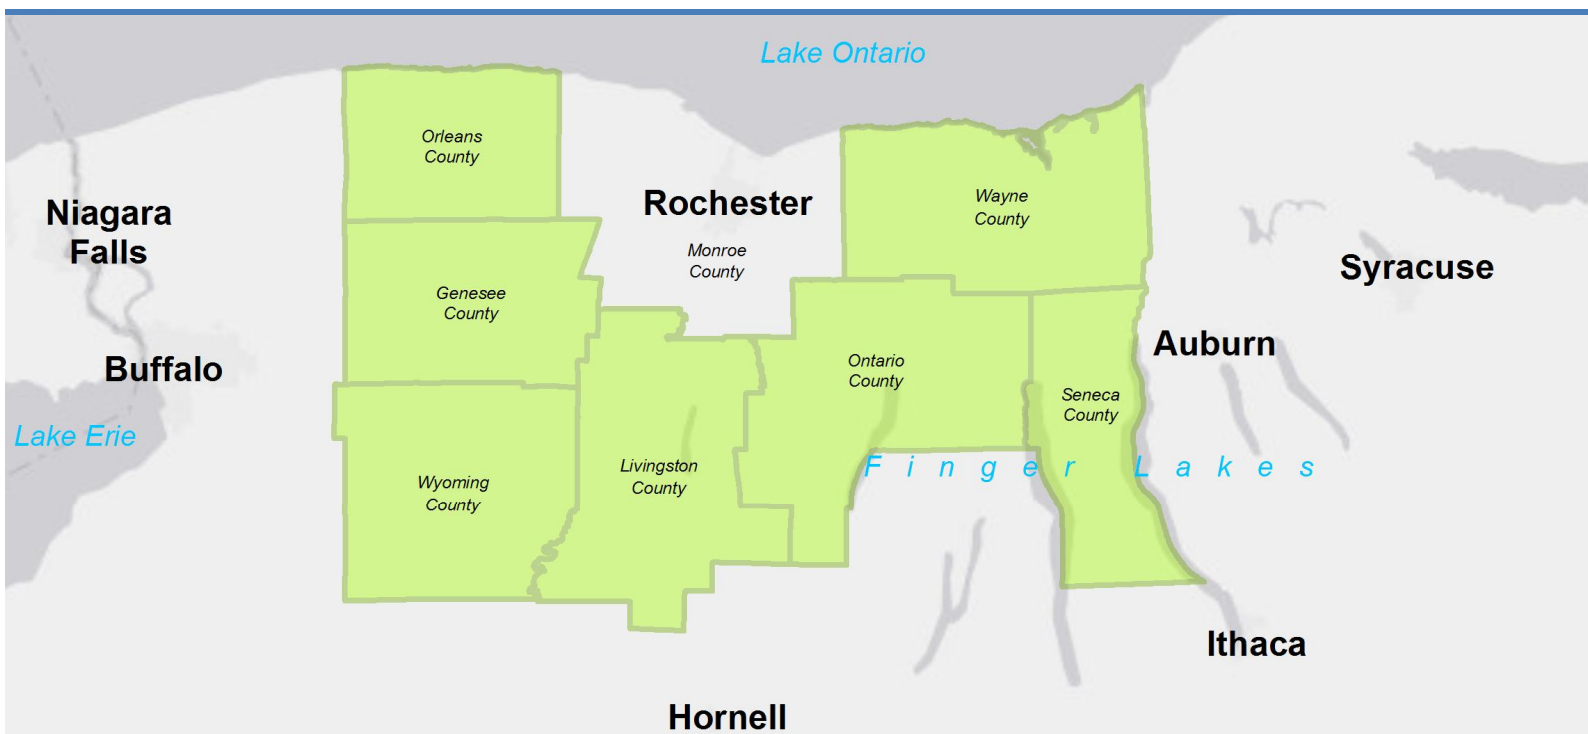 Lake Ontario
Orleans
County
Niagara
Falls
Rochester
Wayne
County
Monroe
County
Syracuse
Genesee
County
Buffalo
Auburn
Ontario
County
Seneca
County
Lake Erie
Finger Lakes
Livingston
County
Wyoming
County
Ithaca
Hornell